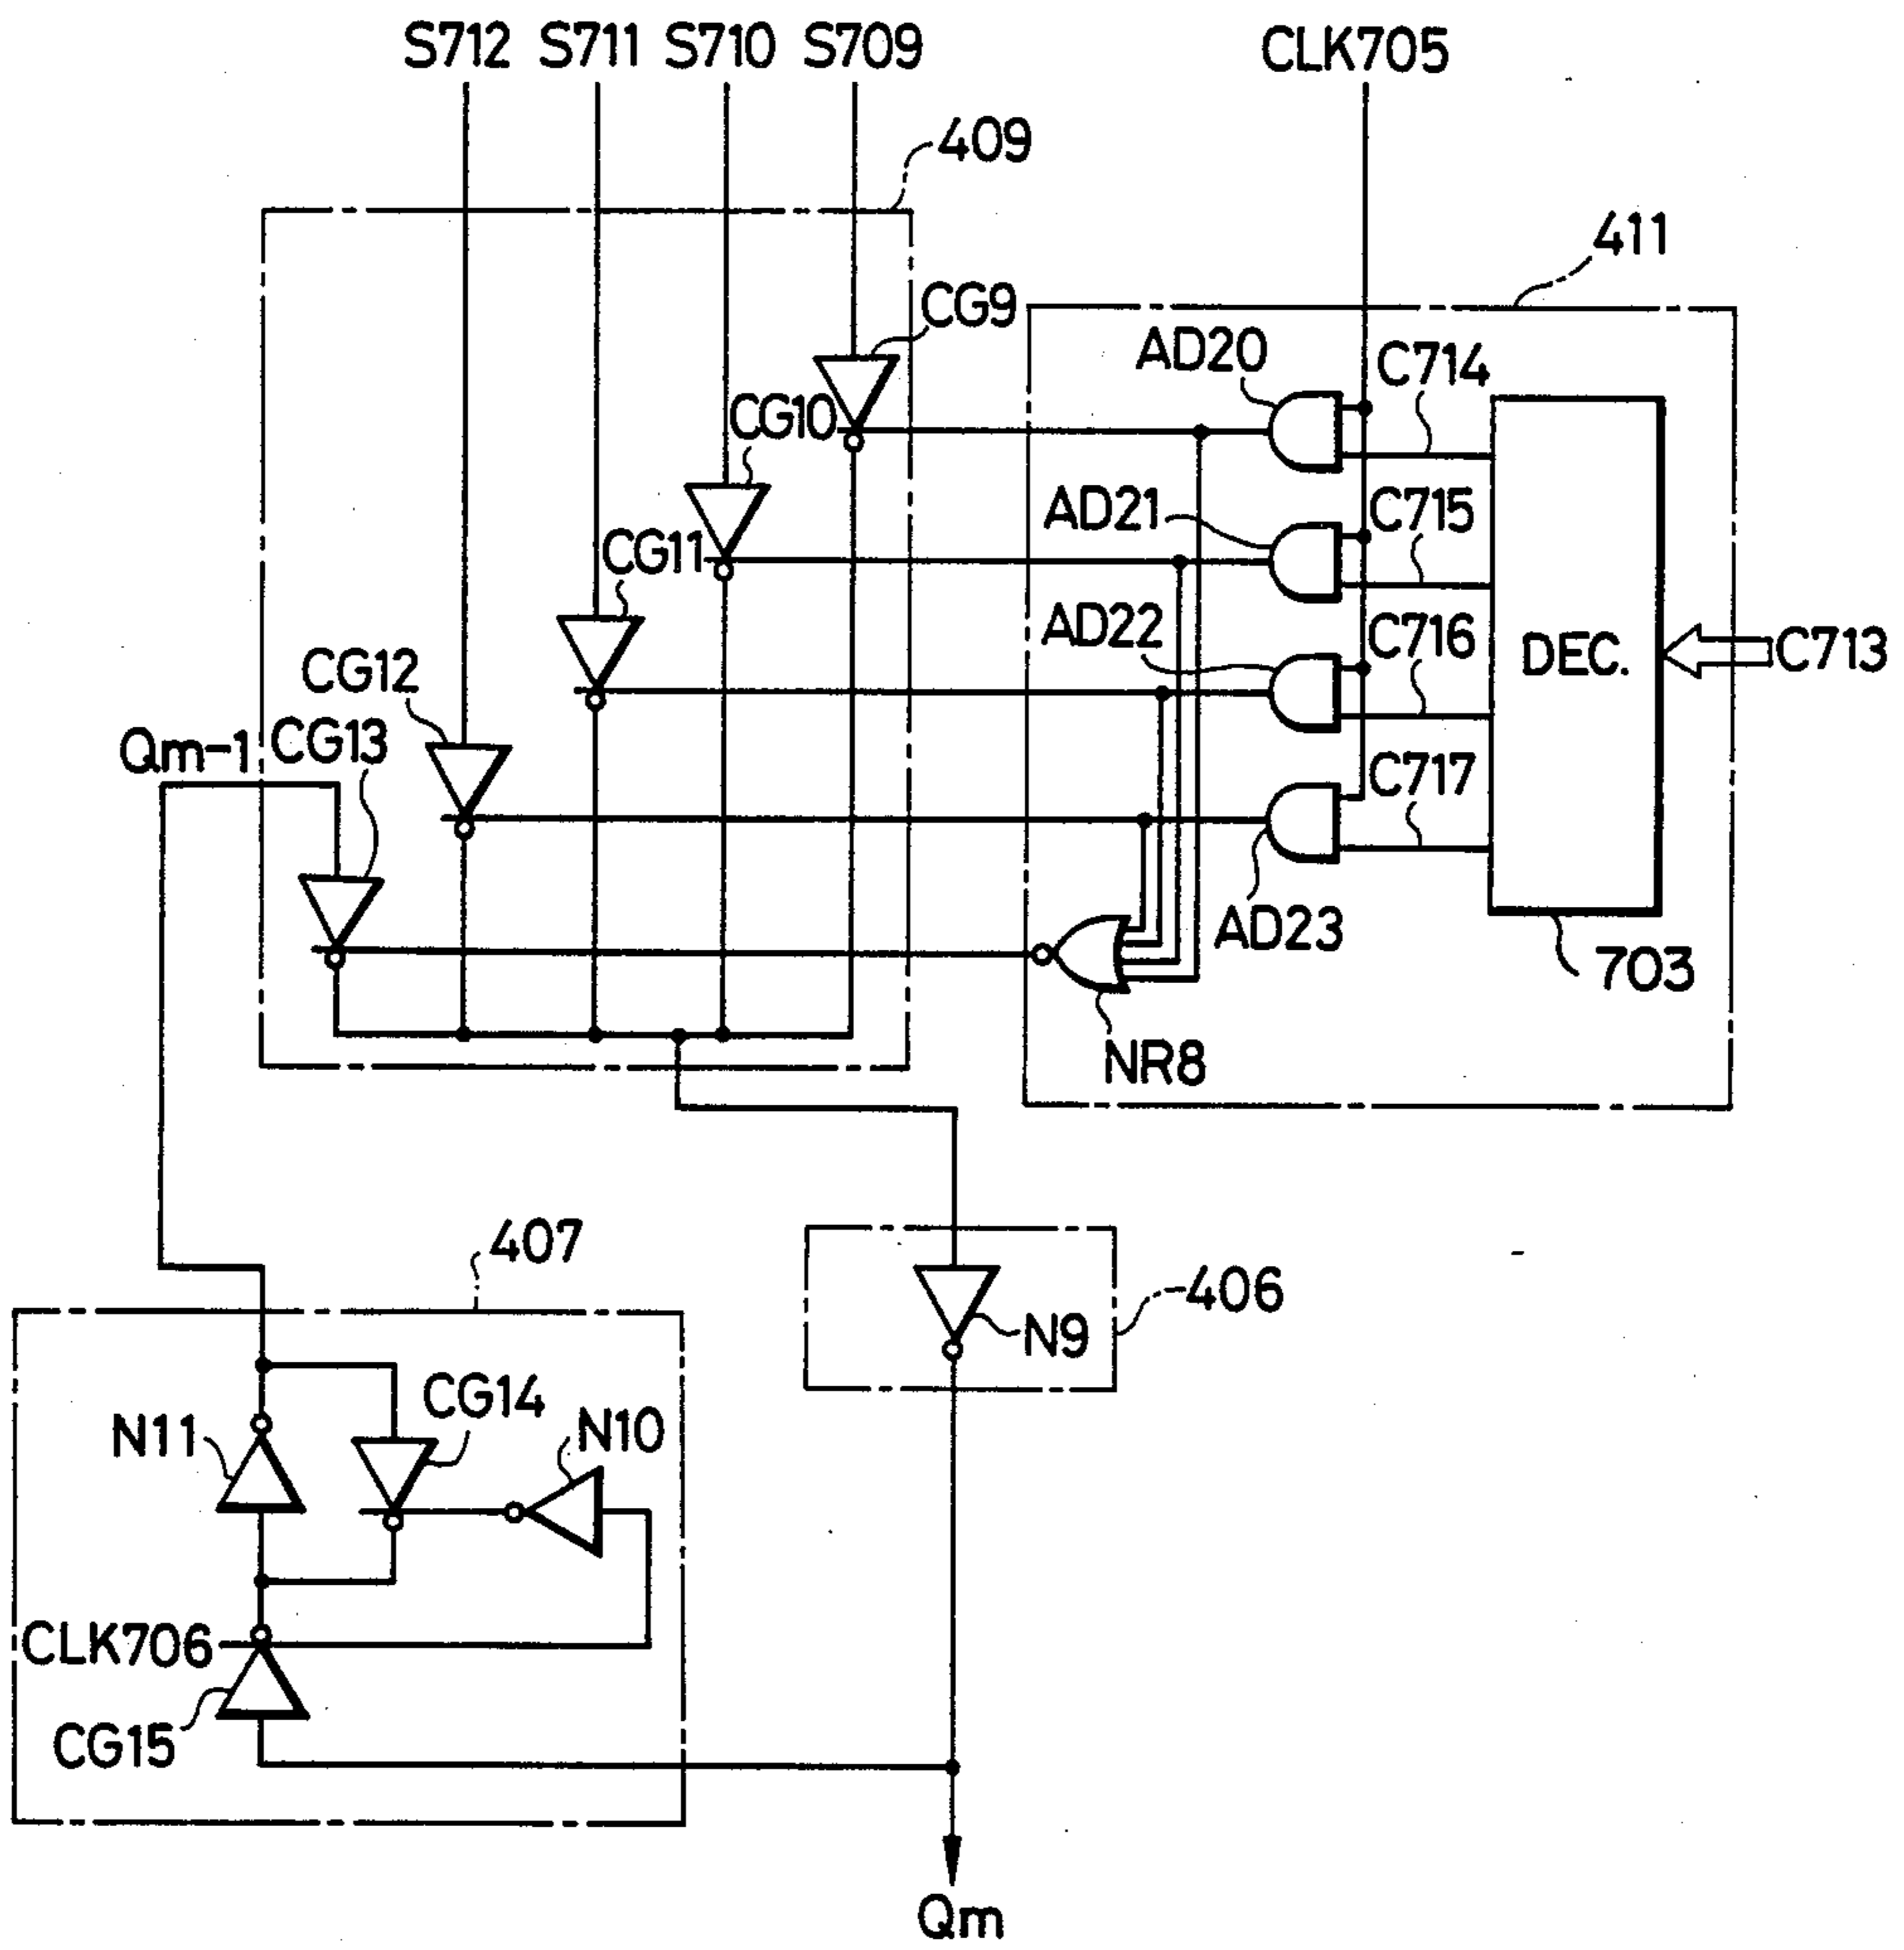 S712 S711 S710 S709 CLK705
409
411
CG9
AD20
C714
CG10
AD21
C715
CG11
AD22
C716
DEC.
C713
CG12
Qm-1
CG13
C717
AD23
703
NR8
407
406
N9
CG14
N10
N11
CLK706
CG15
Qm